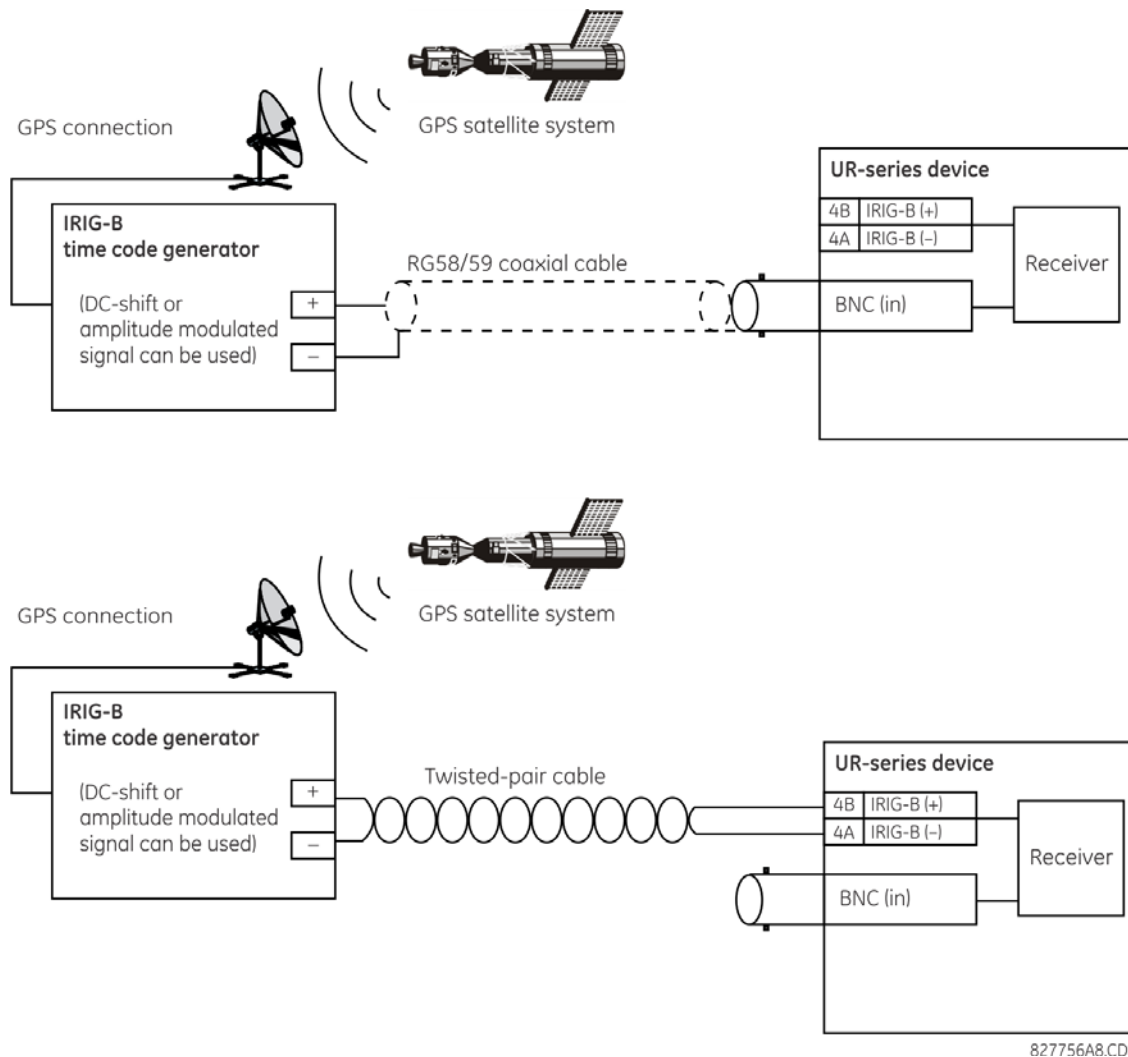 GPS connection
GPS satellite system
IRIG-B
time code generator
(DC-shift or
amplitude modulated
signal can be used)
+
–
RG58/59 coaxial cable
UR-series device
4B IRIG-B (+)
4A IRIG-B (–)
BNC (in)
Receiver
GPS connection
GPS satellite system
IRIG-B
time code generator
(DC-shift or
amplitude modulated
signal can be used)
+
–
Twisted-pair cable
UR-series device
4B IRIG-B (+)
4A IRIG-B (–)
BNC (in)
Receiver
827756A8.CD